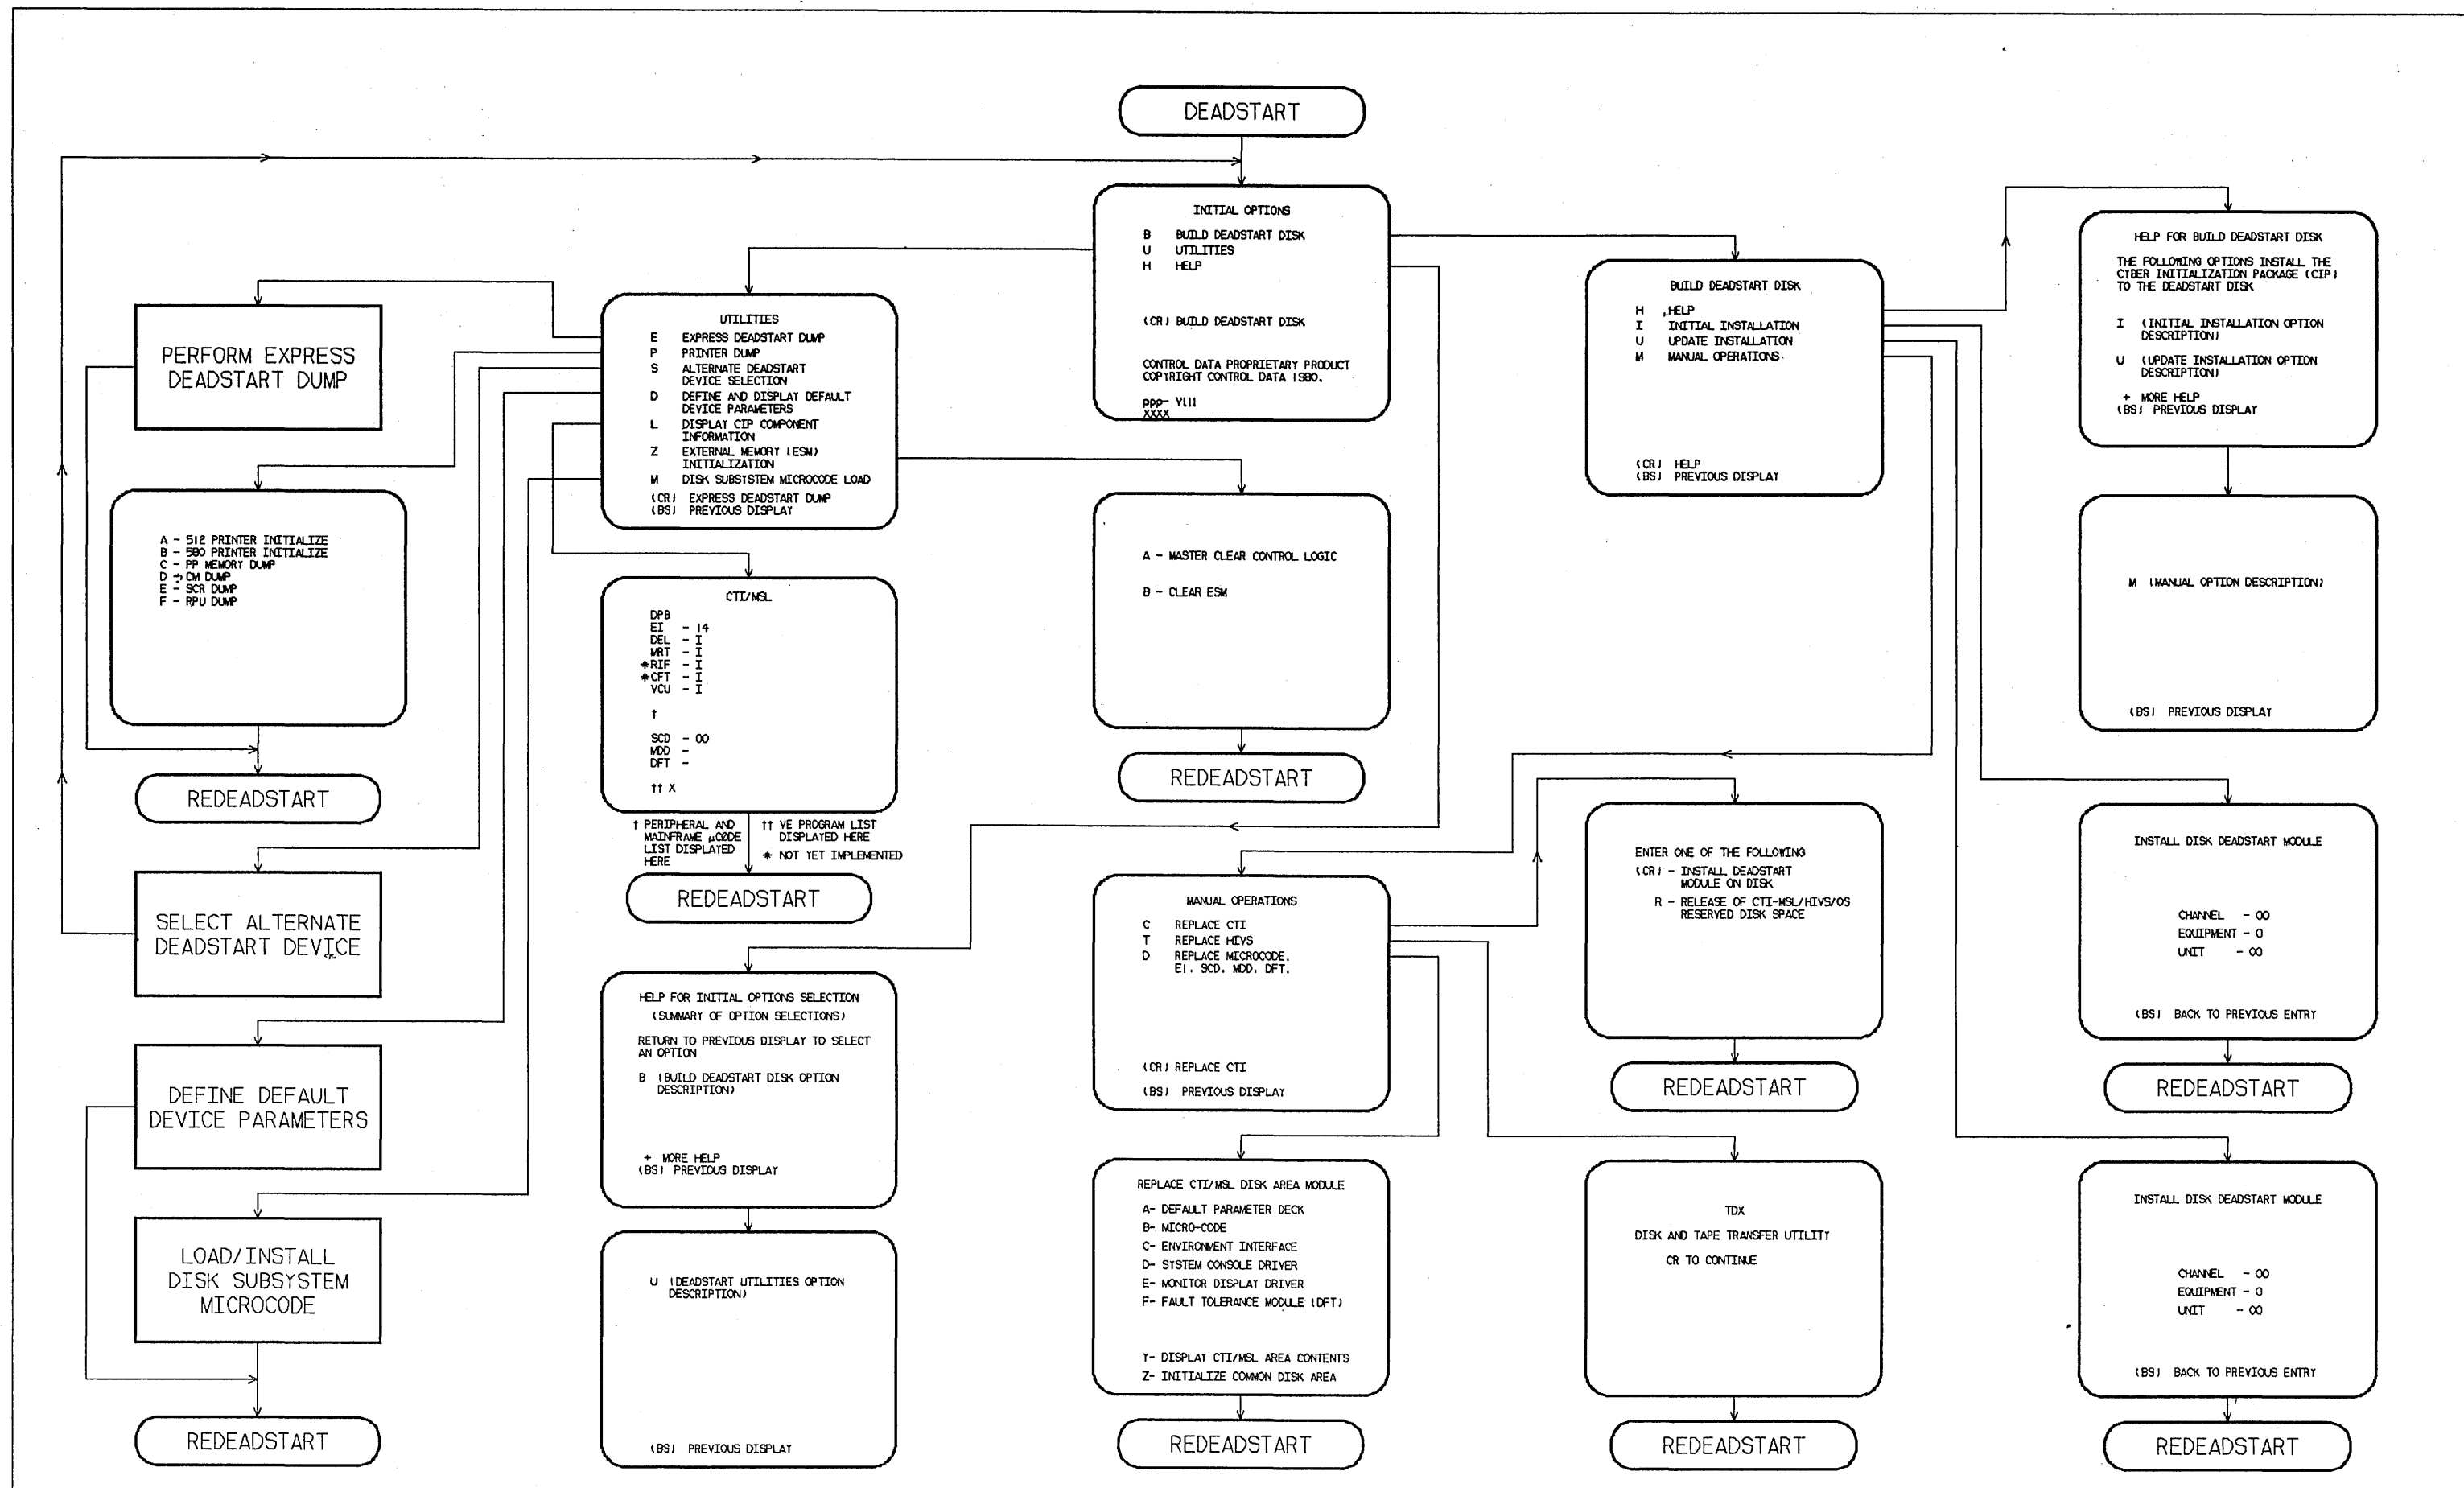 DEADSTART
INITIAL OPTIONS
B BUILD DEADSTART DISK
U UTILITIES
H HELP
(CR) BUILD DEADSTART DISK
CONTROL DATA PROPRIETARY PRODUCT
COPYRIGHT CONTROL DATA 1980.
ppp- V111
XXXX
UTILITIES
E EXPRESS DEADSTART DUMP
P PRINTER DUMP
S ALTERNATE DEADSTART
DEVICE SELECTION
D DEFINE AND DISPLAY DEFAULT
DEVICE PARAMETERS
L DISPLAY CIP COMPONENT
INFORMATION
Z EXTERNAL MEMORY (ESM)
INITIALIZATION
M DISK SUBSYSTEM MICROCODE LOAD
(CR) EXPRESS DEADSTART DUMP
(BS) PREVIOUS DISPLAY
BUILD DEADSTART DISK
H HELP
I INITIAL INSTALLATION
U UPDATE INSTALLATION
M MANUAL OPERATIONS
(CR) HELP
(BS) PREVIOUS DISPLAY
HELP FOR BUILD DEADSTART DISK
THE FOLLOWING OPTIONS INSTALL THE
CYBER INITIALIZATION PACKAGE (CIP)
TO THE DEADSTART DISK
I (INITIAL INSTALLATION OPTION
DESCRIPTION)
U (UPDATE INSTALLATION OPTION
DESCRIPTION)
+ MORE HELP
(BS) PREVIOUS DISPLAY
PERFORM EXPRESS
DEADSTART DUMP
A - 512 PRINTER INITIALIZE
B - 580 PRINTER INITIALIZE
C - PP MEMORY DUMP
D - CM DUMP
E - SCR DUMP
F - RPU DUMP
REDEADSTART
SELECT ALTERNATE
DEADSTART DEVICE
DEFINE DEFAULT
DEVICE PARAMETERS
LOAD/INSTALL
DISK SUBSYSTEM
MICROCODE
REDEADSTART
CTI/MSL
DPB
EI - 14
DEL - I
MRT - I
*RIF - I
*CFT - I
VCU - I
†
SCD - 00
MDD -
DFT -
†† X
† PERIPHERAL AND
MAINFRAME µCODE
LIST DISPLAYED
HERE
†† VE PROGRAM LIST
DISPLAYED HERE
* NOT YET IMPLEMENTED
REDEADSTART
HELP FOR INITIAL OPTIONS SELECTION
(SUMMARY OF OPTION SELECTIONS)
RETURN TO PREVIOUS DISPLAY TO SELECT
AN OPTION
B (BUILD DEADSTART DISK OPTION
DESCRIPTION)
+ MORE HELP
(BS) PREVIOUS DISPLAY
U (DEADSTART UTILITIES OPTION
DESCRIPTION)
(BS) PREVIOUS DISPLAY
A - MASTER CLEAR CONTROL LOGIC
B - CLEAR ESM
REDEADSTART
MANUAL OPERATIONS
C REPLACE CTI
T REPLACE HIVS
D REPLACE MICROCODE,
EI, SCD, MDD, DFT,
(CR) REPLACE CTI
(BS) PREVIOUS DISPLAY
REPLACE CTI/MSL DISK AREA MODULE
A- DEFAULT PARAMETER DECK
B- MICRO-CODE
C- ENVIRONMENT INTERFACE
D- SYSTEM CONSOLE DRIVER
E- MONITOR DISPLAY DRIVER
F- FAULT TOLERANCE MODULE (DFT)
Y- DISPLAY CTI/MSL AREA CONTENTS
Z- INITIALIZE COMMON DISK AREA
REDEADSTART
ENTER ONE OF THE FOLLOWING
(CR) - INSTALL DEADSTART
MODULE ON DISK
R - RELEASE OF CTI-MSL/HIVS/OS
RESERVED DISK SPACE
REDEADSTART
TDX
DISK AND TAPE TRANSFER UTILITY
CR TO CONTINUE
REDEADSTART
M (MANUAL OPTION DESCRIPTION)
(BS) PREVIOUS DISPLAY
INSTALL DISK DEADSTART MODULE
CHANNEL - 00
EQUIPMENT - 0
UNIT - 00
(BS) BACK TO PREVIOUS ENTRY
REDEADSTART
INSTALL DISK DEADSTART MODULE
CHANNEL - 00
EQUIPMENT - 0
UNIT - 00
(BS) BACK TO PREVIOUS ENTRY
REDEADSTART